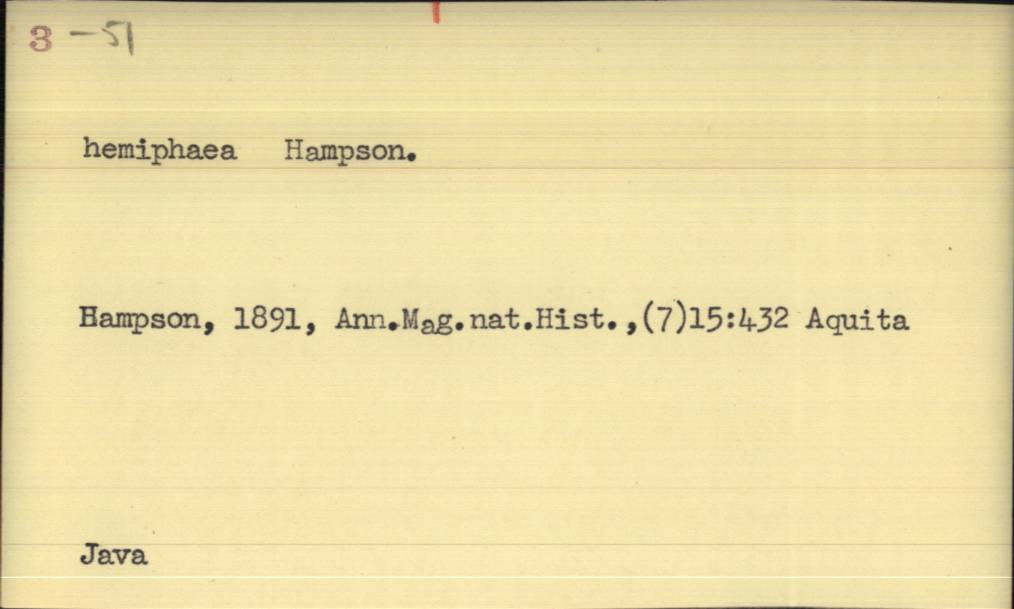 3 -51
hemiphaea Hampson.
Hampson, 1891, Ann.Mag.nat.Hist.,(7)15:432 Aquita
Java